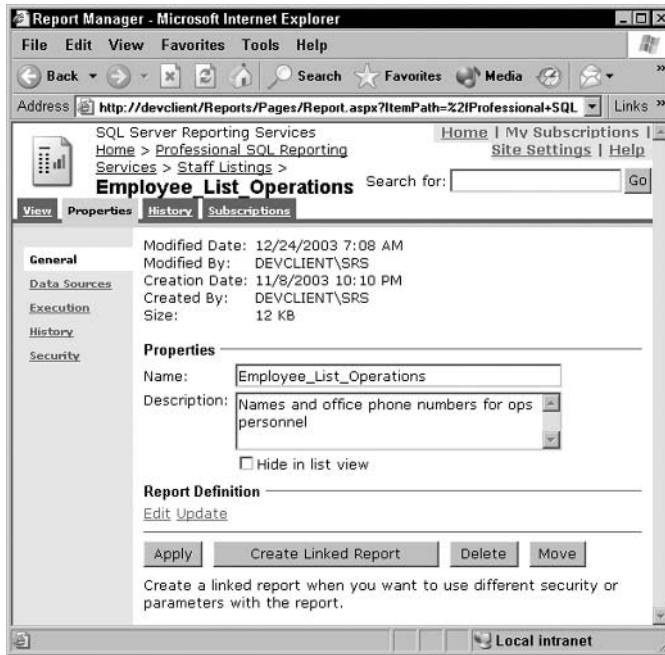 Report Manager - Microsoft Internet Explorer
File Edit View Favorites Tools Help
Back Search Favorites Media
Address http://devclient/Reports/Pages/Report.aspx?ItemPath=%2fProfessional+SQL Links »
SQL Server Reporting Services
Home | My Subscriptions |
Home > Professional SQL Reporting
Site Settings | Help
Services > Staff Listings >
Employee_List_Operations
Search for: Go
View Properties History Subscriptions
General
Data Sources
Execution
History
Security
Modified Date: 12/24/2003 7:08 AM
Modified By: DEVCLIENT\SRS
Creation Date: 11/8/2003 10:10 PM
Created By: DEVCLIENT\SRS
Size: 12 KB
Properties
Name: Employee_List_Operations
Description: Names and office phone numbers for ops
personnel
Hide in list view
Report Definition
Edit Update
Apply Create Linked Report Delete Move
Create a linked report when you want to use different security or
parameters with the report.
Local intranet